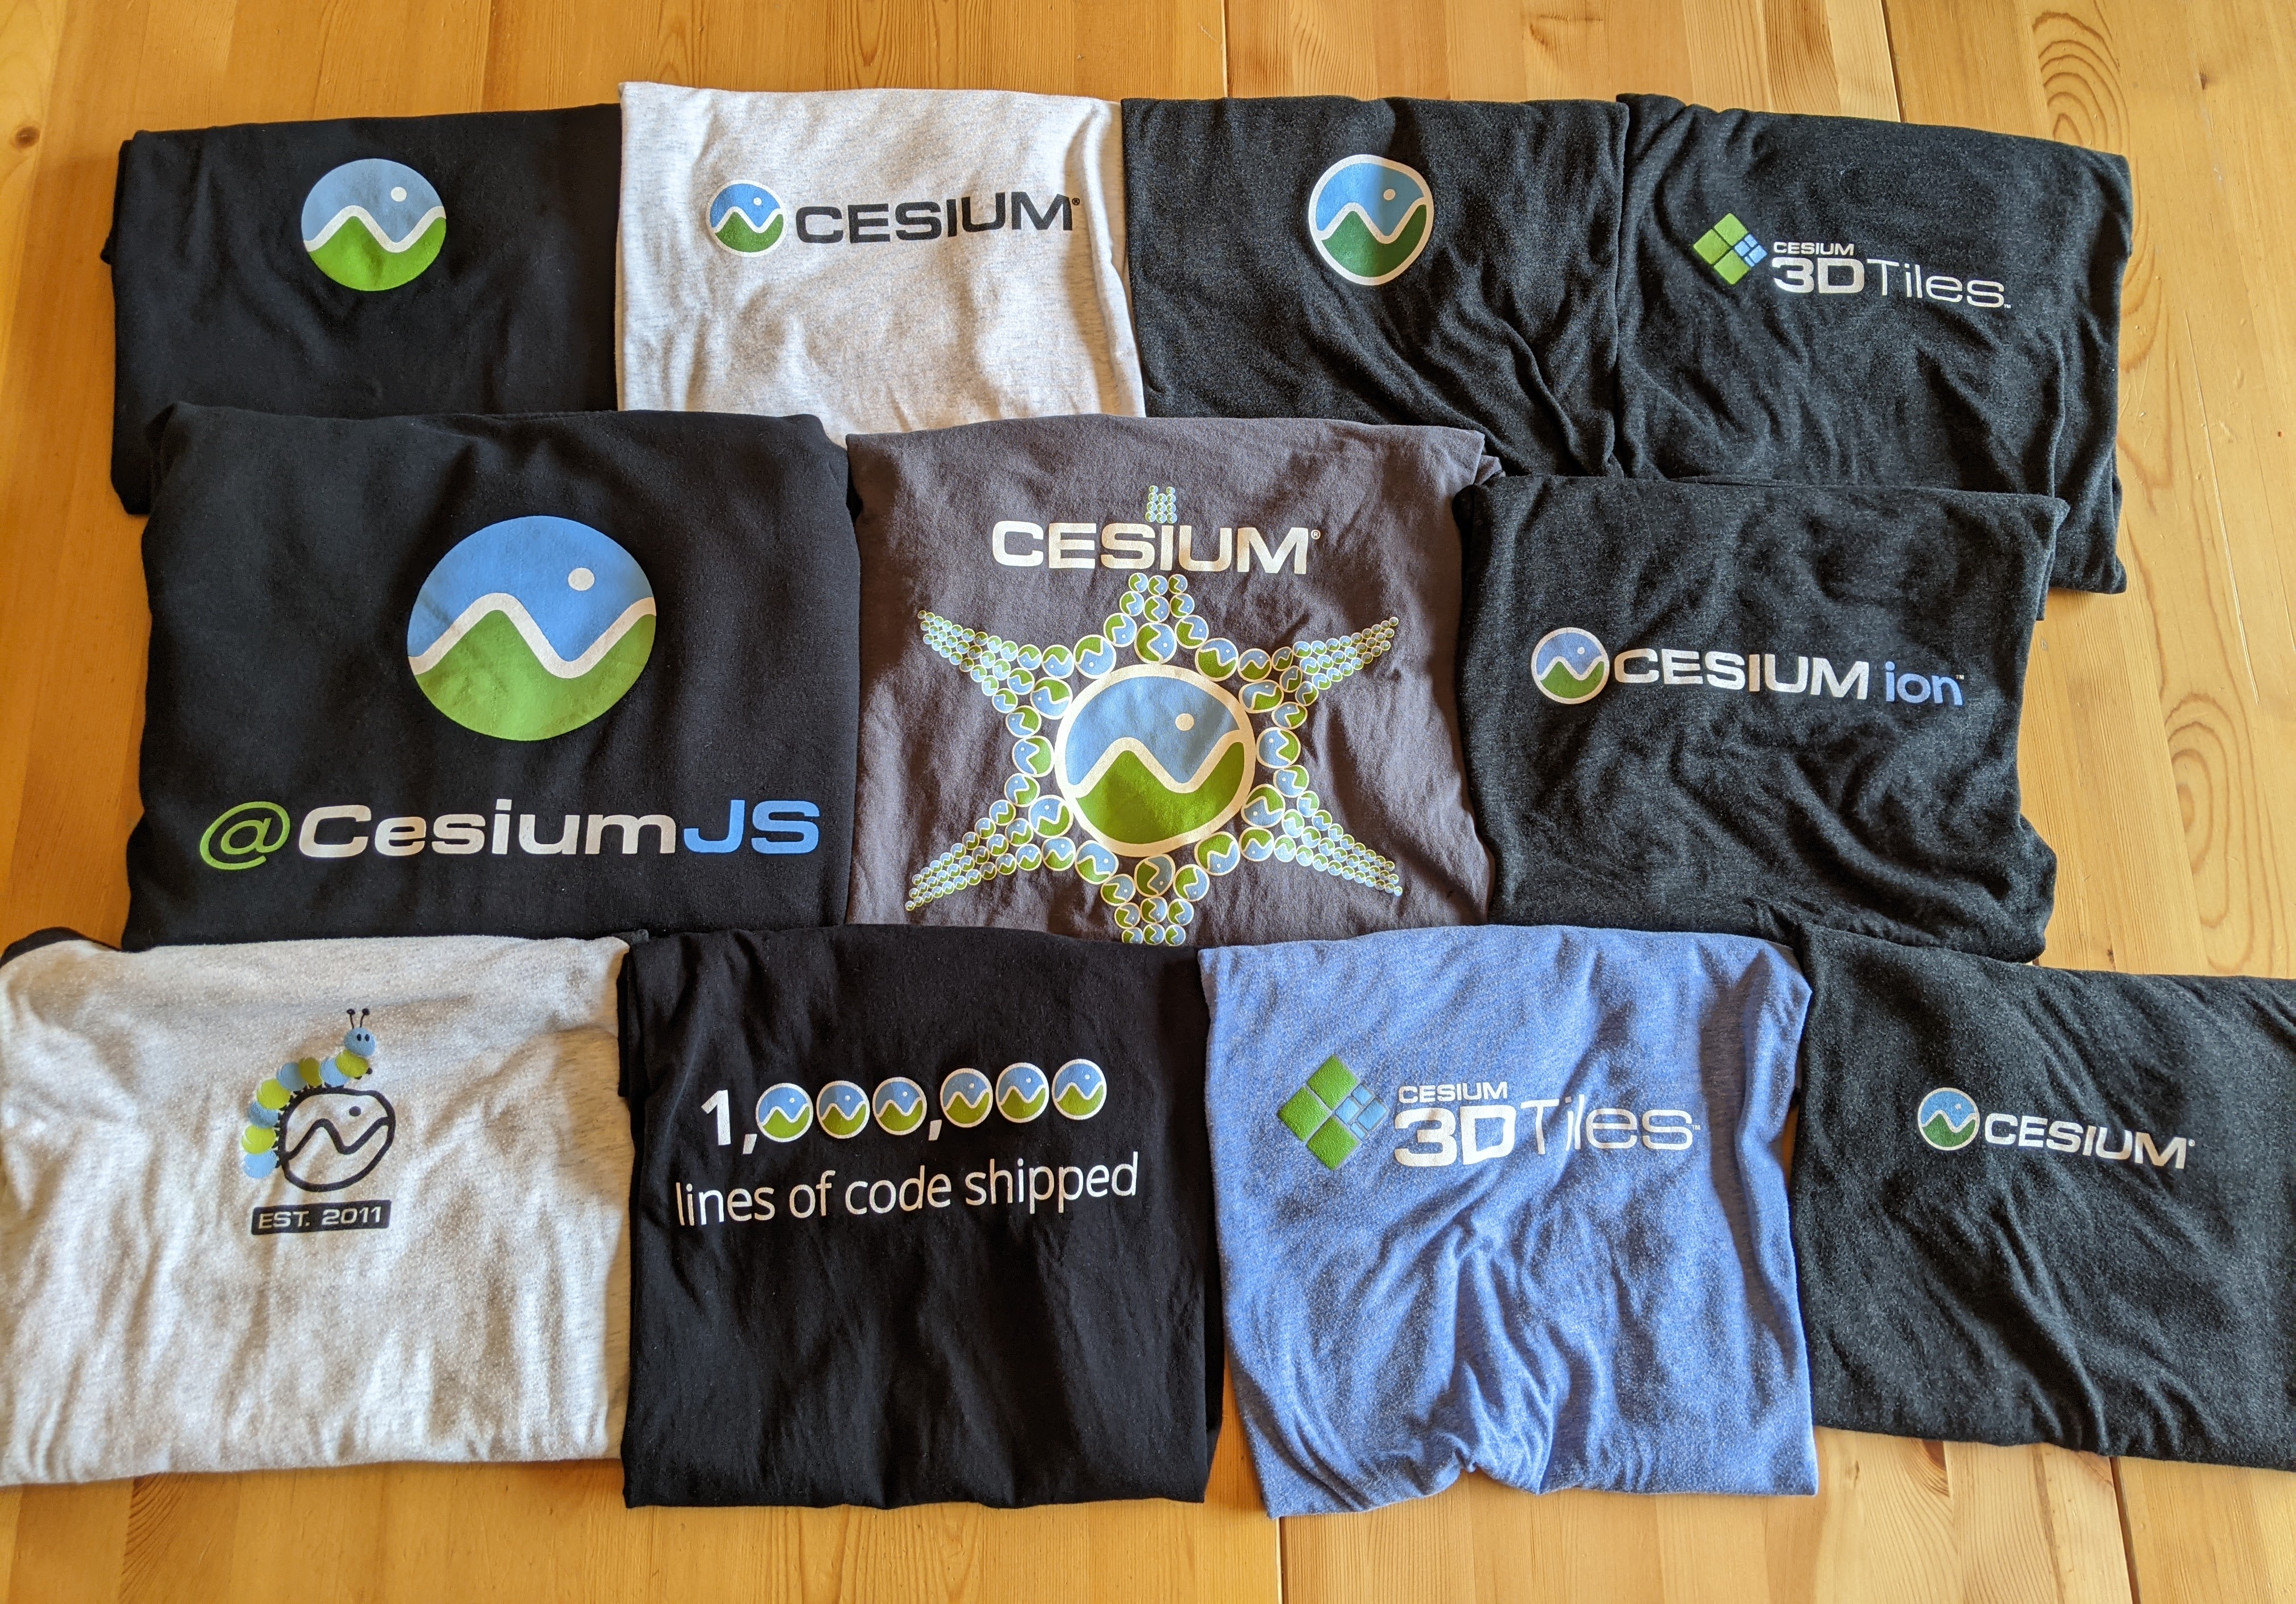 CESIUM®
CESIUM
3DTiles™
@CesiumJS
CESIUM®
CESIUM ion™
EST. 2011
1,000,000
lines of code shipped
CESIUM
3DTiles™
CESIUM®